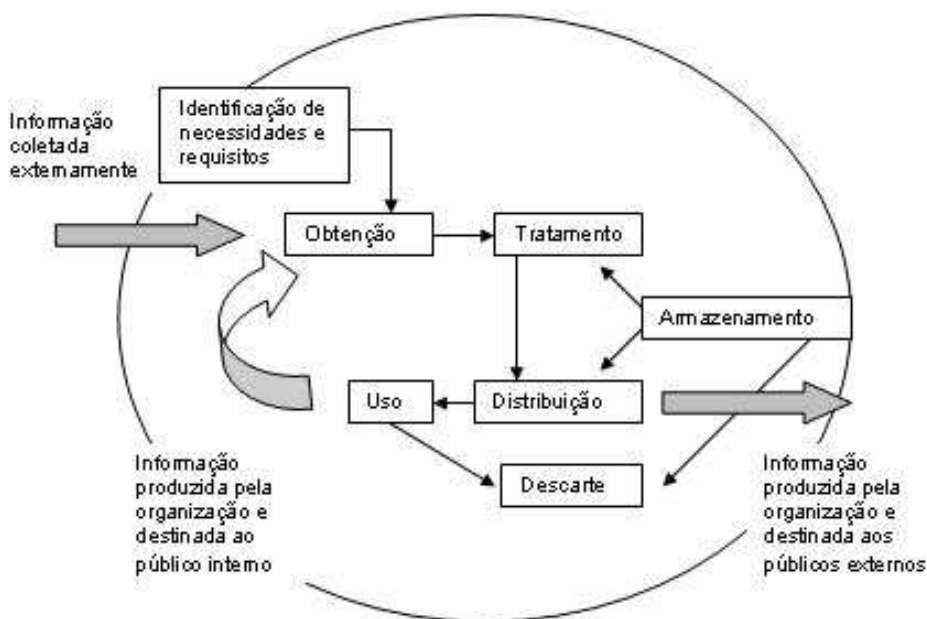 Identificação de
necessidades e
requisitos
Informação
coletada
externamente
Obtenção
Tratamento
Armazenamento
Uso
Distribuição
Descarte
Informação
produzida pela
organização e
destinada ao
público interno
Informação
produzida pela
organização e
destinada aos
públicos externos